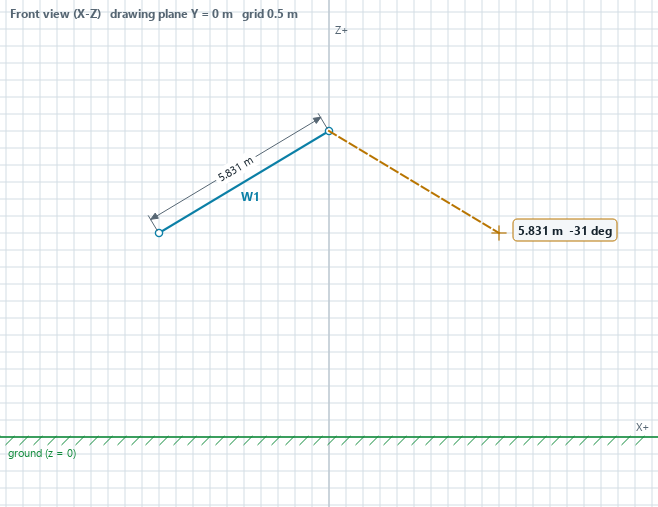 Front view (X-Z)   drawing plane Y = 0 m   grid 0.5 m
Z+
5.831 m
W1
5.831 m  -31 deg
X+
ground (z = 0)